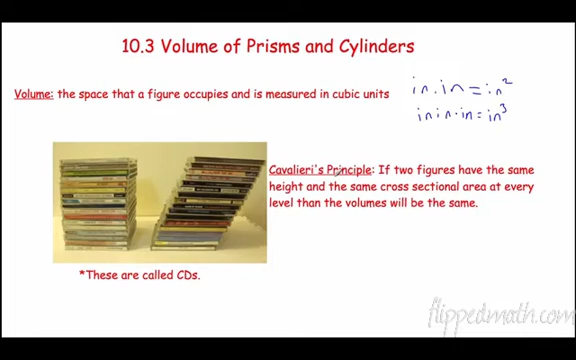 10.3 Volume of Prisms and Cylinders
in·in=in²
Volume: the space that a figure occupies and is measured in cubic units
in in·in=in³
Cavalieri's Principle: If two figures have the same
height and the same cross sectional area at every
level than the volumes will be the same.
*These are called CDs.
flippedmath.com